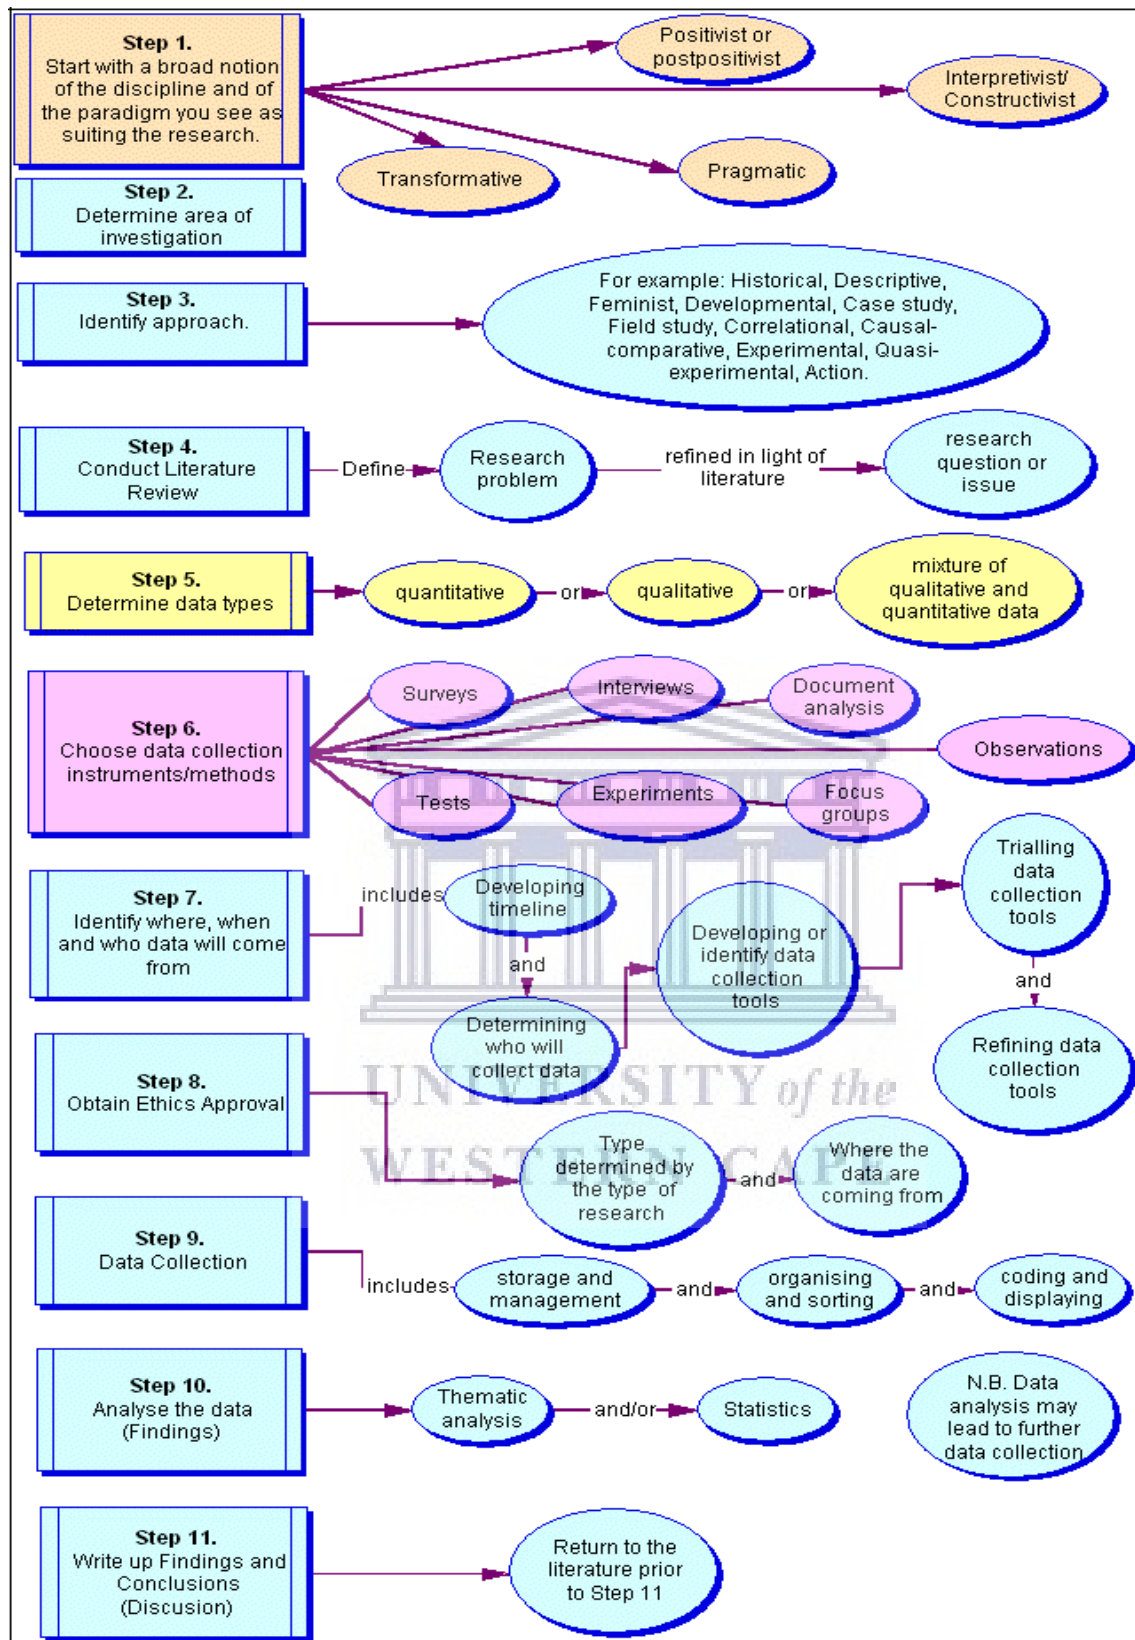 Step 1.
Start with a broad notion
of the discipline and of
the paradigm you see as
suiting the research.
Positivist or
postpositivist
Interpretivist/
Constructivist
Transformative
Pragmatic
Step 2.
Determine area of
investigation
Step 3.
Identify approach.
For example: Historical, Descriptive,
Feminist, Developmental, Case study,
Field study, Correlational, Causal-
comparative, Experimental, Quasi-
experimental, Action.
Step 4.
Conduct Literature
Review
Define
Research
problem
refined in light of
literature
research
question or
issue
Step 5.
Determine data types
quantitative
or
qualitative
or
mixture of
qualitative and
quantitative data
Step 6.
Choose data collection
instruments/methods
Surveys
Interviews
Document
analysis
Observations
Tests
Experiments
Focus
groups
Step 7.
Identify where, when
and who data will come
from
includes
Developing
timeline
and
Determining
who will
collect data
Developing or
identify data
collection
tools
Trialling
data
collection
tools
and
Refining data
collection
tools
Step 8.
Obtain Ethics Approval
Type
determined by
the type of
research
and
Where the
data are
coming from
UNIVERSITY of the
WESTERN CAPE
Step 9.
Data Collection
includes
storage and
management
and
organising
and sorting
and
coding and
displaying
Step 10.
Analyse the data
(Findings)
Thematic
analysis
and/or
Statistics
N.B. Data
analysis may
lead to further
data collection
Step 11.
Write up Findings and
Conclusions
(Discusion)
Return to the
literature prior
to Step 11